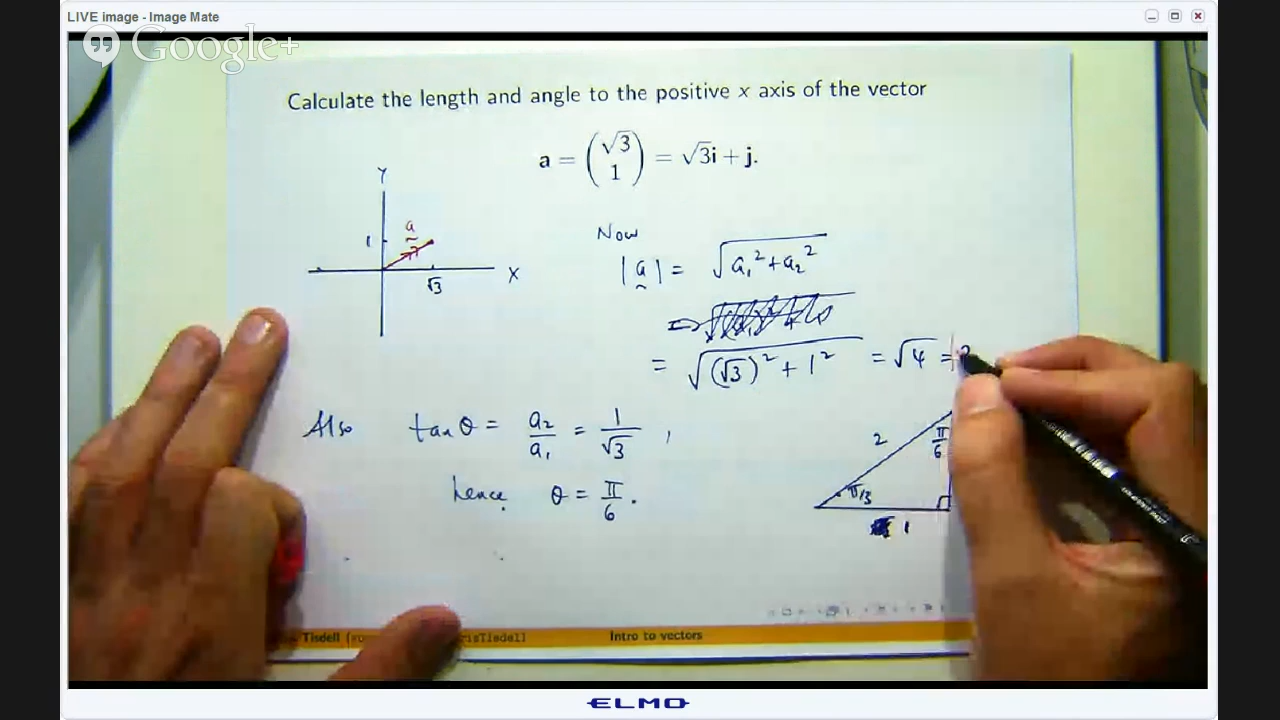 LIVE image - Image Mate
Google+
Calculate the length and angle to the positive x axis of the vector
a = (√3 1) = √3i + j.
Y
a
1
√3
X
Now
|a| = √(a₁² + a₂²)
= √((√3)² + 1²) = √4 =
Also tan θ = a₂/a₁ = 1/√3 ,
hence θ = π/6.
2
π/6
π/3
1
Tisdell
risTisdell
Intro to vectors
ELMO